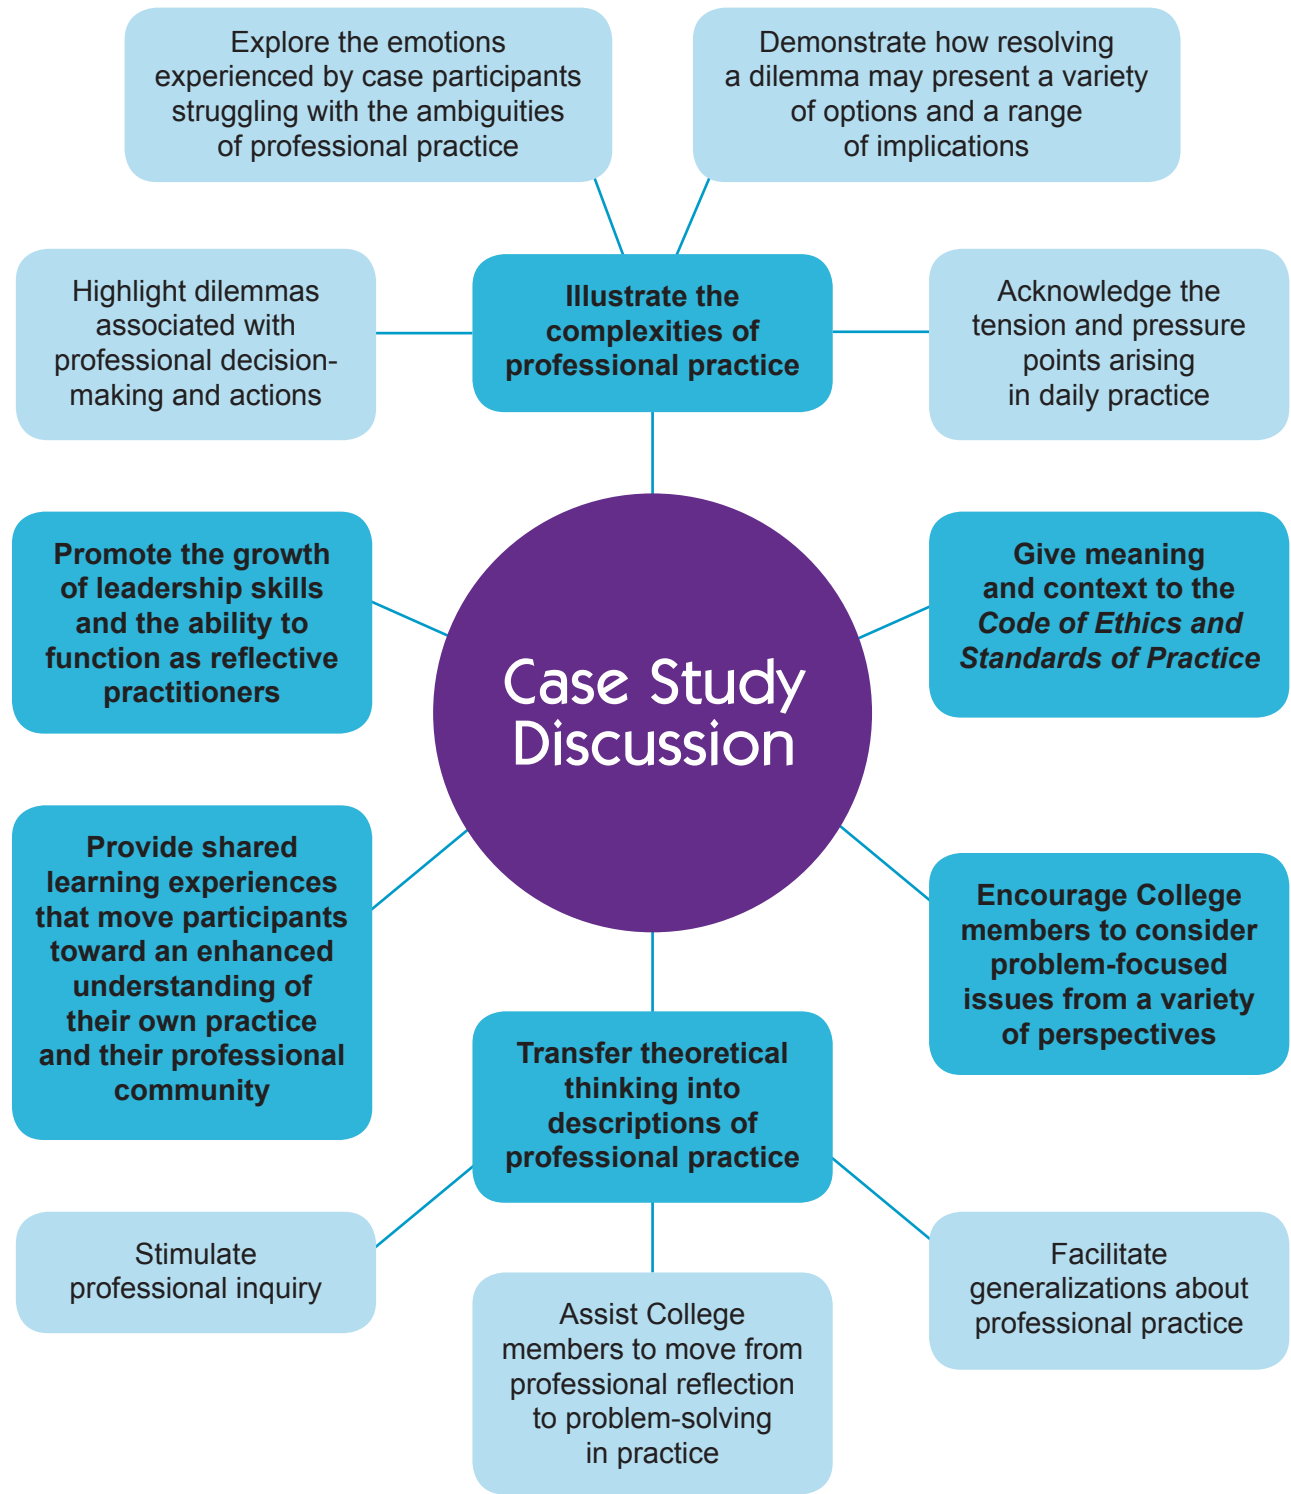 Explore the emotions
experienced by case participants
struggling with the ambiguities
of professional practice
Demonstrate how resolving
a dilemma may present a variety
of options and a range
of implications
Highlight dilemmas
associated with
professional decision-
making and actions
Illustrate the
complexities of
professional practice
Acknowledge the
tension and pressure
points arising
in daily practice
Promote the growth
of leadership skills
and the ability to
function as reflective
practitioners
Case Study
Discussion
Give meaning
and context to the
Code of Ethics and
Standards of Practice
Provide shared
learning experiences
that move participants
toward an enhanced
understanding of
their own practice
and their professional
community
Encourage College
members to consider
problem-focused
issues from a variety
of perspectives
Transfer theoretical
thinking into
descriptions of
professional practice
Stimulate
professional inquiry
Assist College
members to move from
professional reflection
to problem-solving
in practice
Facilitate
generalizations about
professional practice